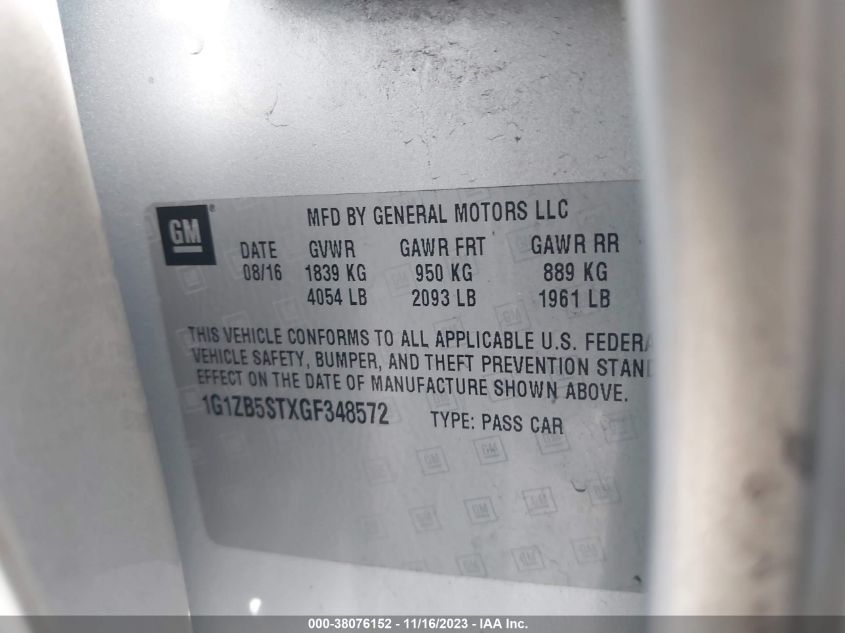 GM
MFD BY GENERAL MOTORS LLC
DATE GVWR GAWR FRT GAWR RR
08/16 1839 KG 950 KG 889 KG
4054 LB 2093 LB 1961 LB
THIS VEHICLE CONFORMS TO ALL APPLICABLE U.S. FEDERA
VEHICLE SAFETY, BUMPER, AND THEFT PREVENTION STAND
EFFECT ON THE DATE OF MANUFACTURE SHOWN ABOVE.
1G1ZB5STXGF348572 TYPE: PASS CAR
000-38076152 - 11/16/2023 - IAA Inc.